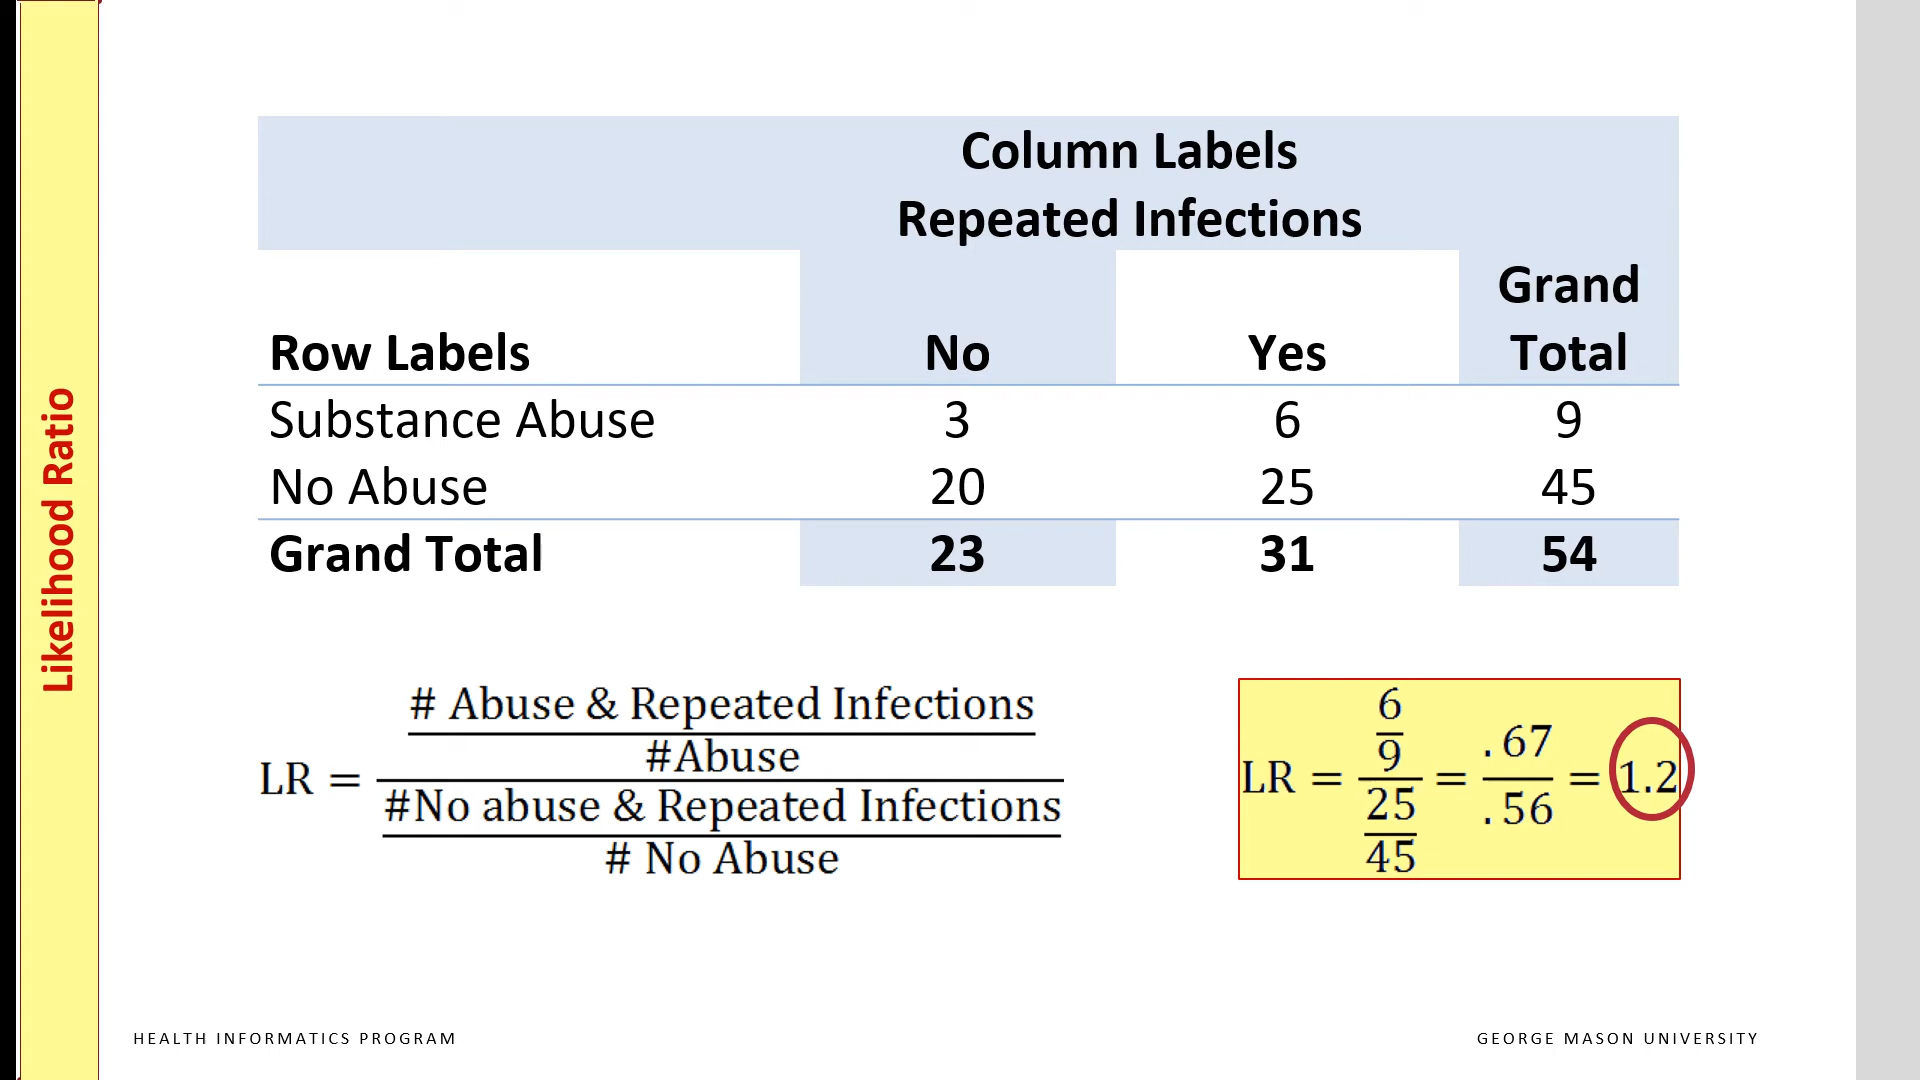 Likelihood Ratio
Column Labels
Repeated Infections
Row Labels No Yes Grand Total
Substance Abuse 3 6 9
No Abuse 20 25 45
Grand Total 23 31 54
# Abuse & Repeated Infections
#Abuse
LR =
#No abuse & Repeated Infections
# No Abuse
6
9
LR = = .67 / .56 = 1.2
25
45
HEALTH INFORMATICS PROGRAM
GEORGE MASON UNIVERSITY